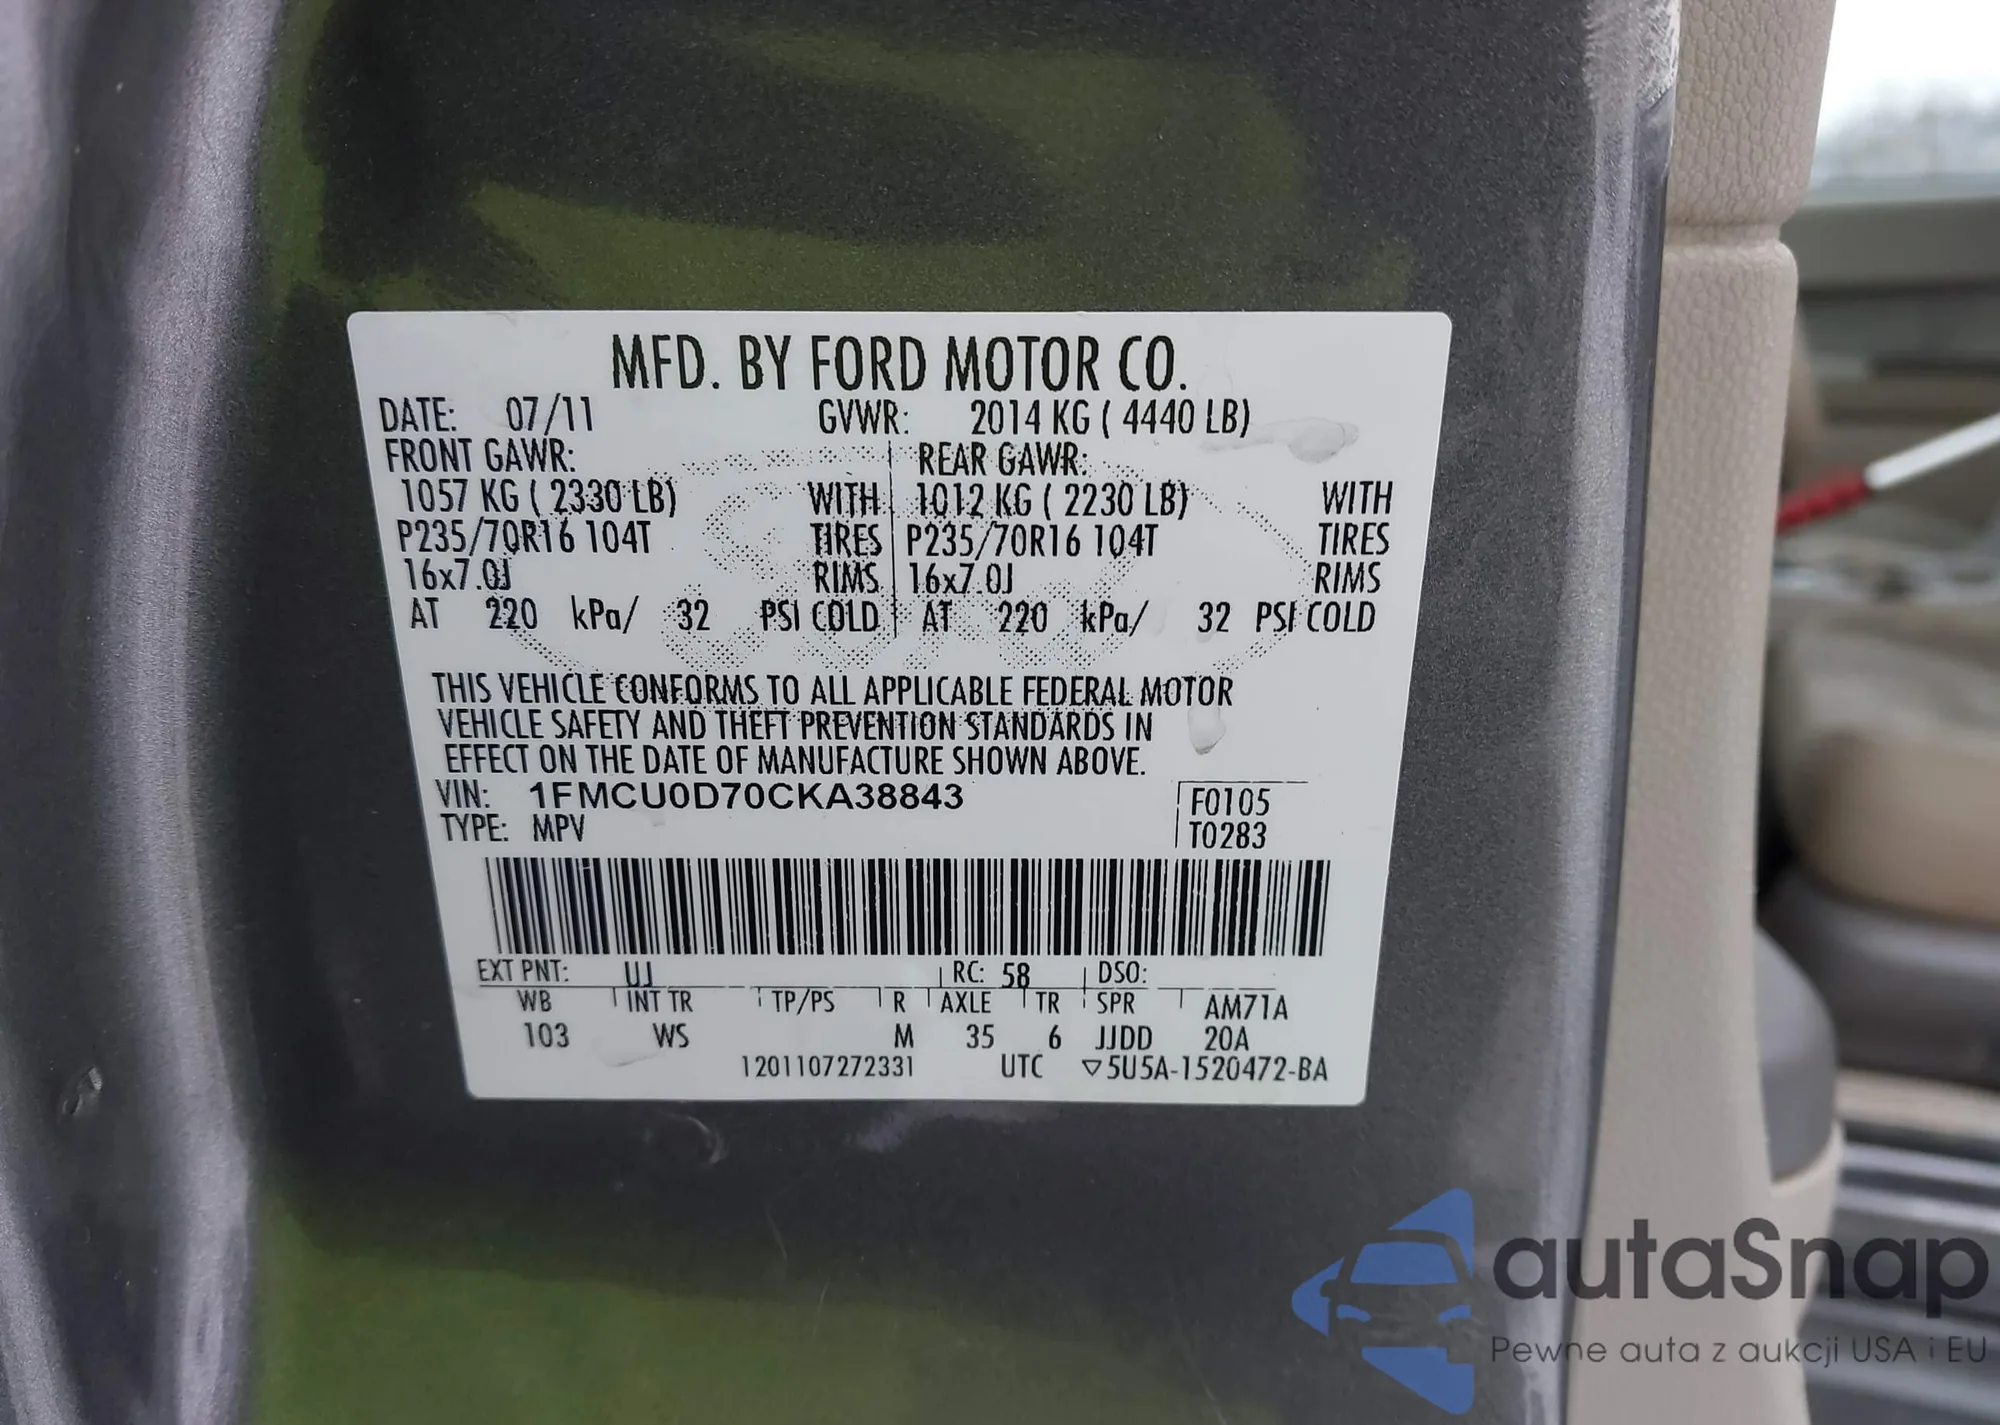 MFD. BY FORD MOTOR CO.
DATE: 07/11 GVWR: 2014 KG ( 4440 LB)
FRONT GAWR: REAR GAWR:
1057 KG ( 2330 LB) WITH 1012 KG ( 2230 LB) WITH
P235/70R16 104T TIRES P235/70R16 104T TIRES
16x7.0J RIMS 16x7.0J RIMS
AT 220 kPa/ 32 PSI COLD AT 220 kPa/ 32 PSI COLD
THIS VEHICLE CONFORMS TO ALL APPLICABLE FEDERAL MOTOR
VEHICLE SAFETY AND THEFT PREVENTION STANDARDS IN
EFFECT ON THE DATE OF MANUFACTURE SHOWN ABOVE.
VIN: 1FMCU0D70CKA38843 F0105
TYPE: MPV T0283
EXT PNT: UJ RC: 58 DSO:
WB INT TR TP/PS R AXLE TR SPR AM71A
103 WS M 35 6 JJDD 20A
1201107272331 UTC ▽5U5A-1520472-BA
autaSnap
Pewne auta z aukcji USA i EU